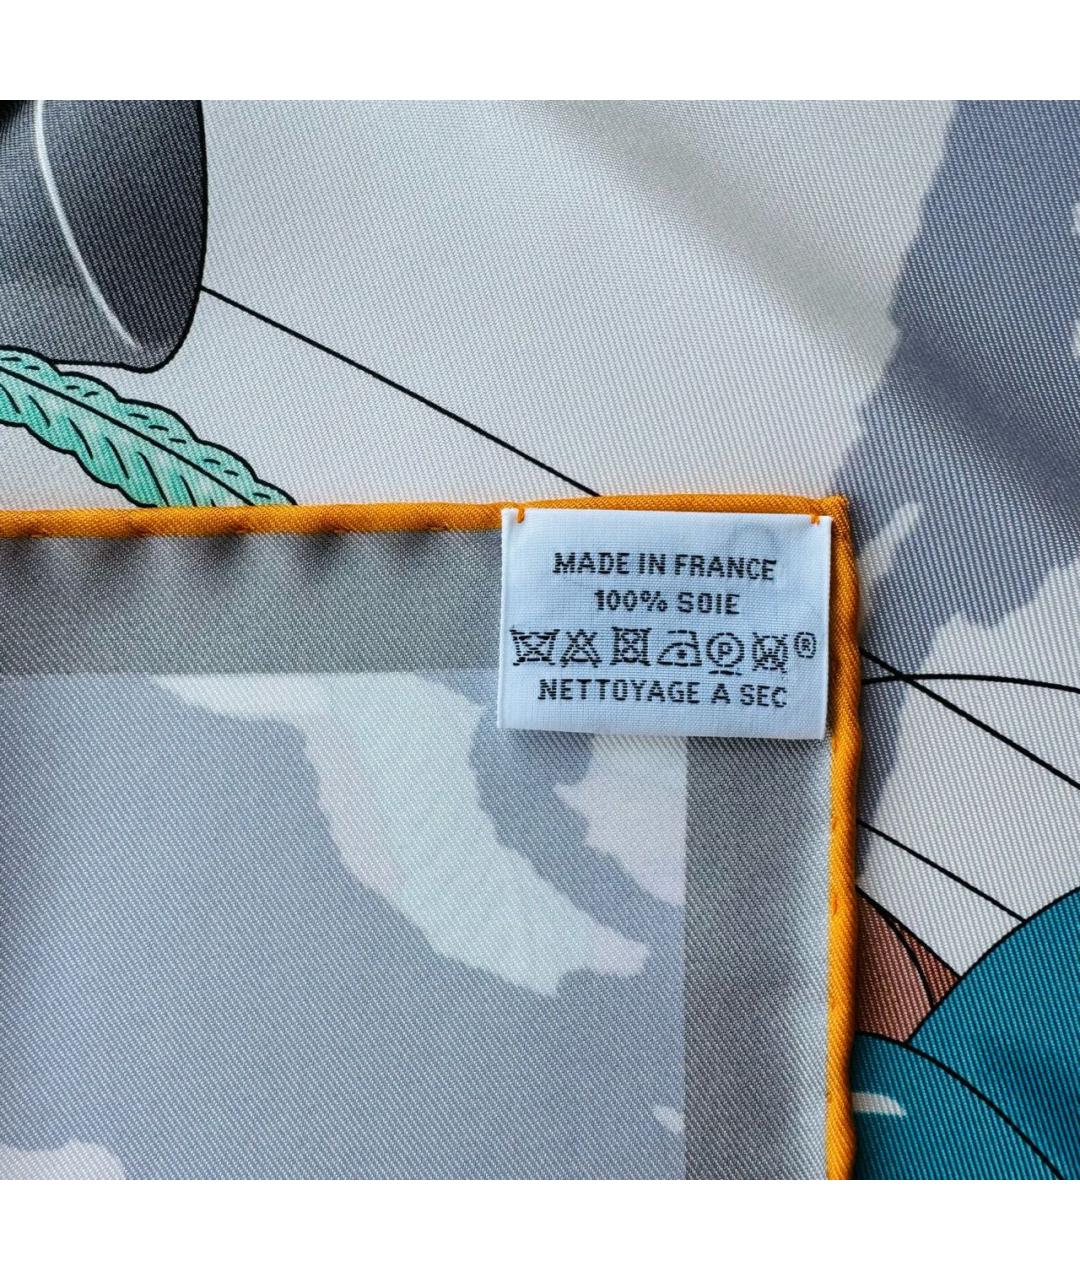 MADE IN FRANCE
100% SOIE
P ®
NETTOYAGE A SEC